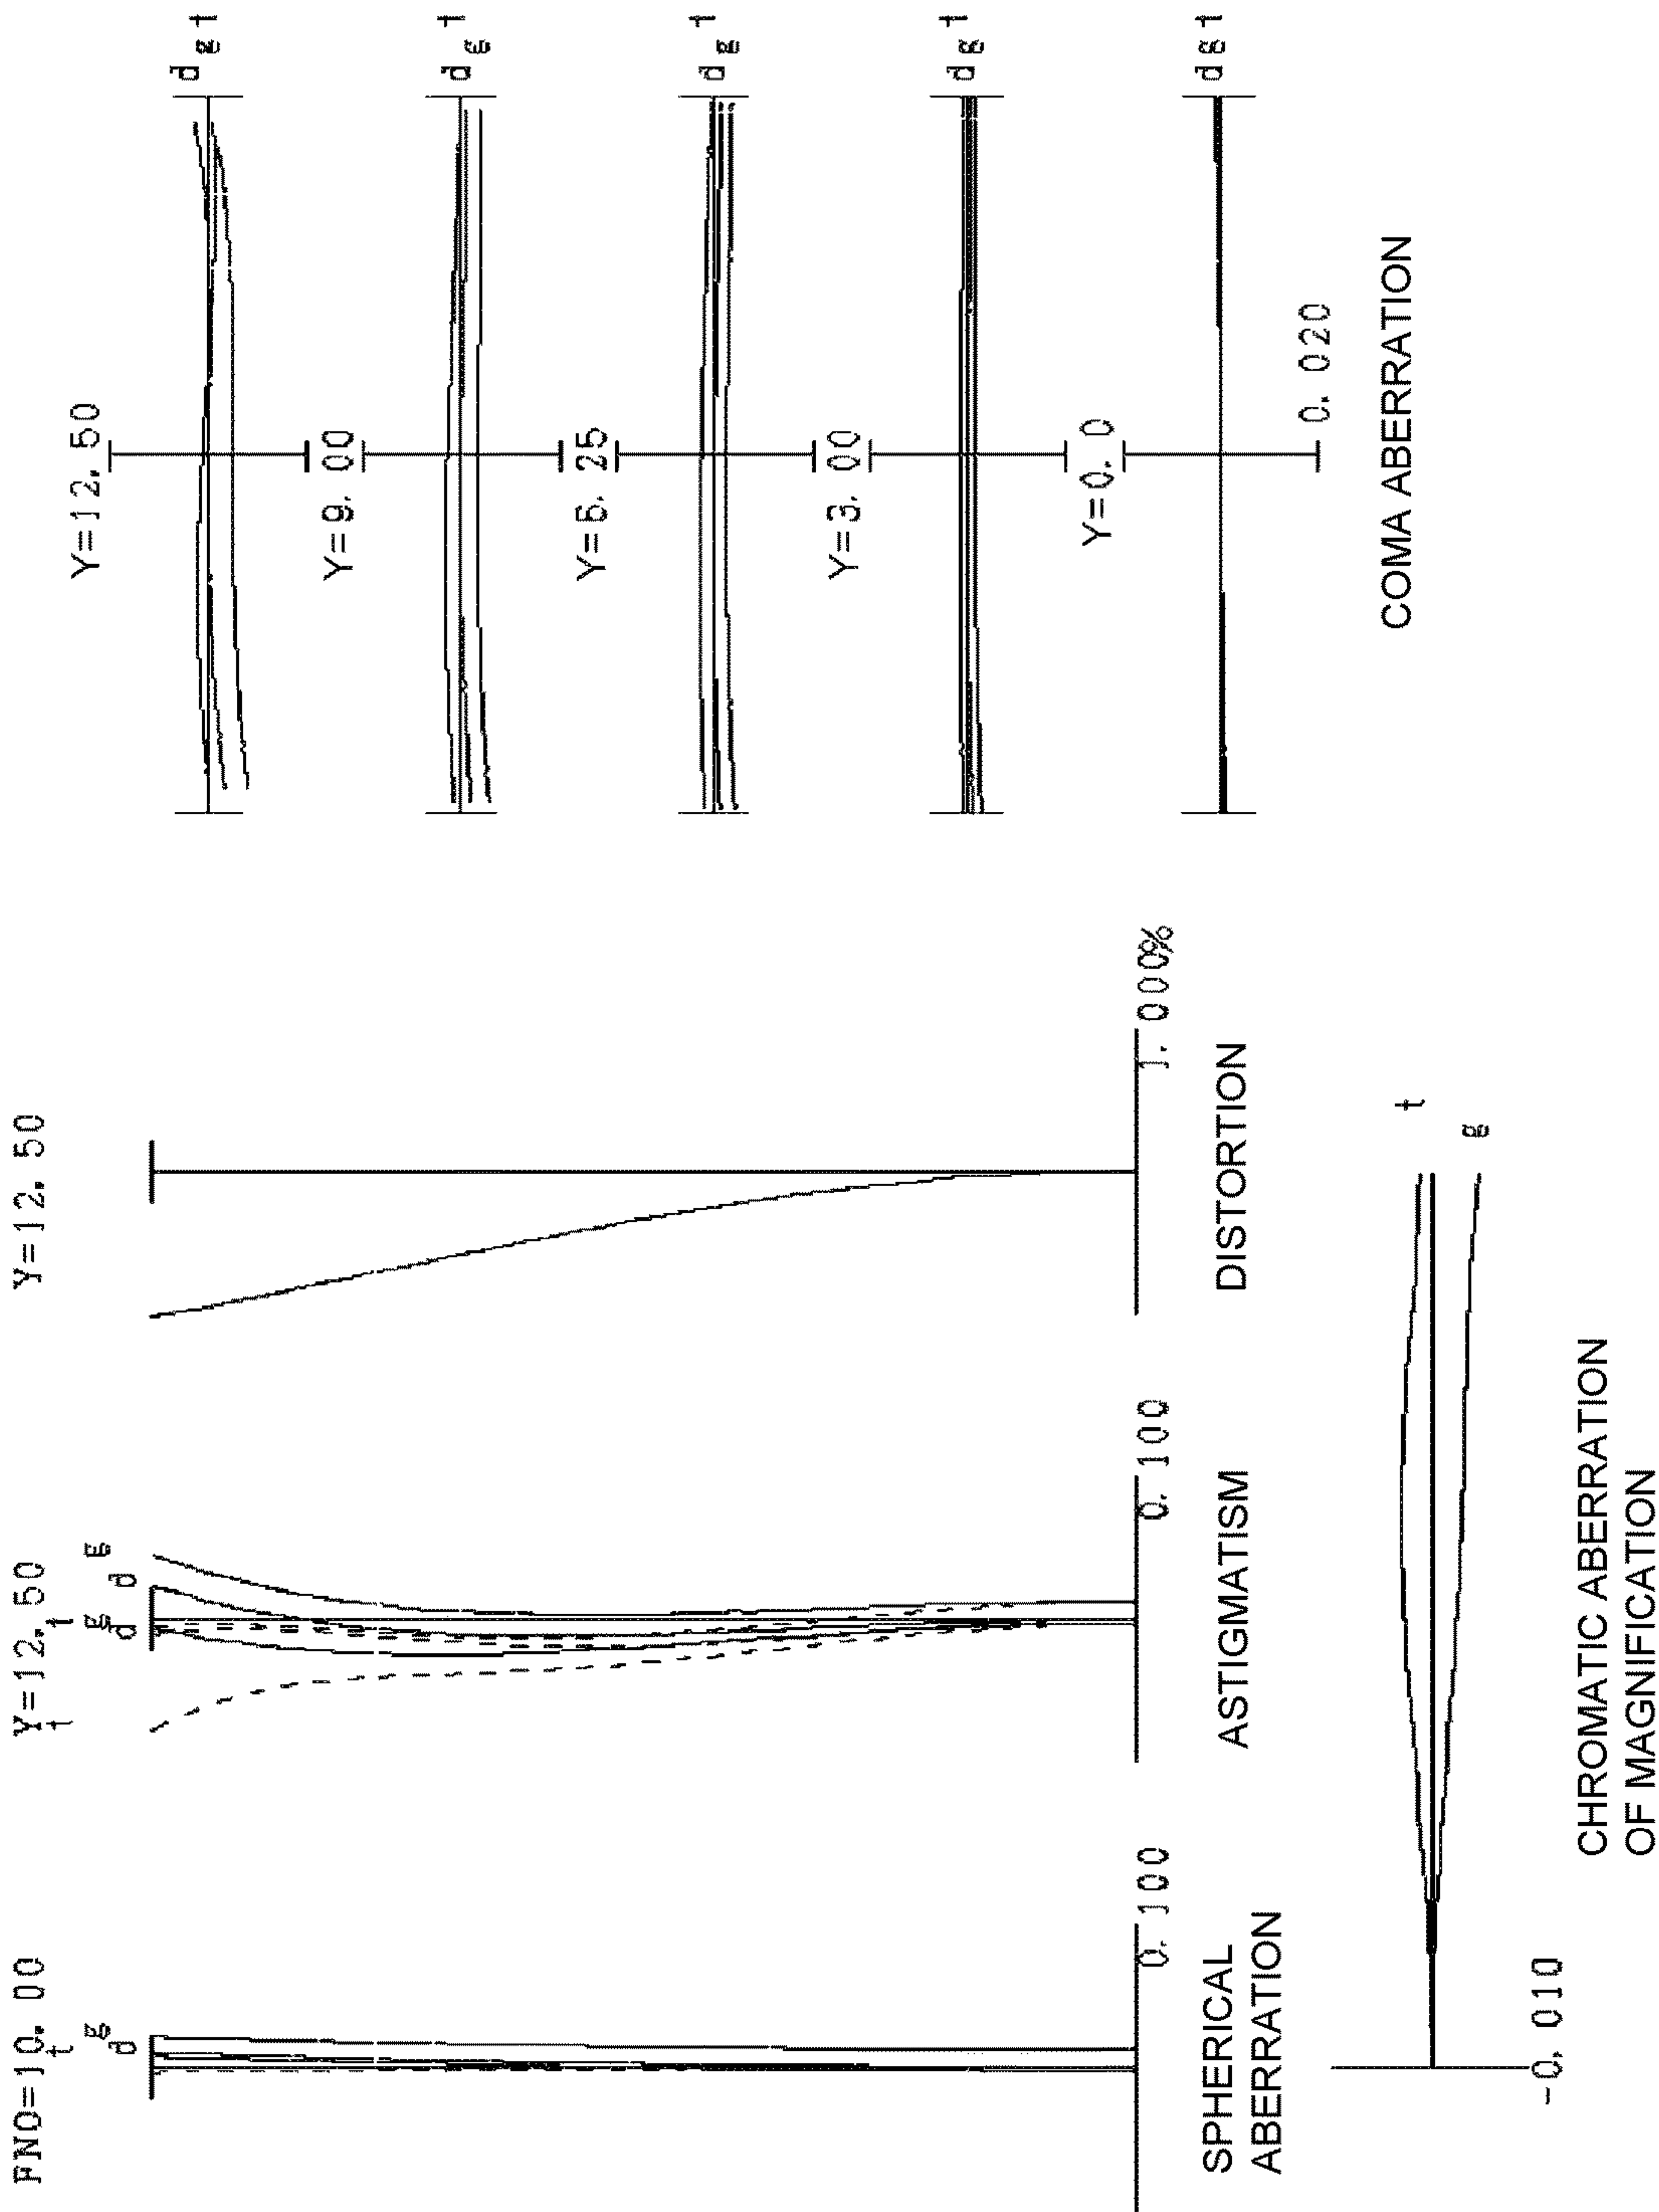 FNO=10. 00
t
g
d
0. 100
SPHERICAL
ABERRATION
Y=12. 50
t
t
g
d
d
g
0. 100
ASTIGMATISM
Y=12. 50
1. 000%
DISTORTION
Y=12. 50
d
g
t
Y=9. 00
d
g
t
Y=6. 25
d
g
t
Y=3. 00
d
g
t
Y=0. 0
d
g
t
0. 020
COMA ABERRATION
t
g
-0. 010
CHROMATIC ABERRATION
OF MAGNIFICATION